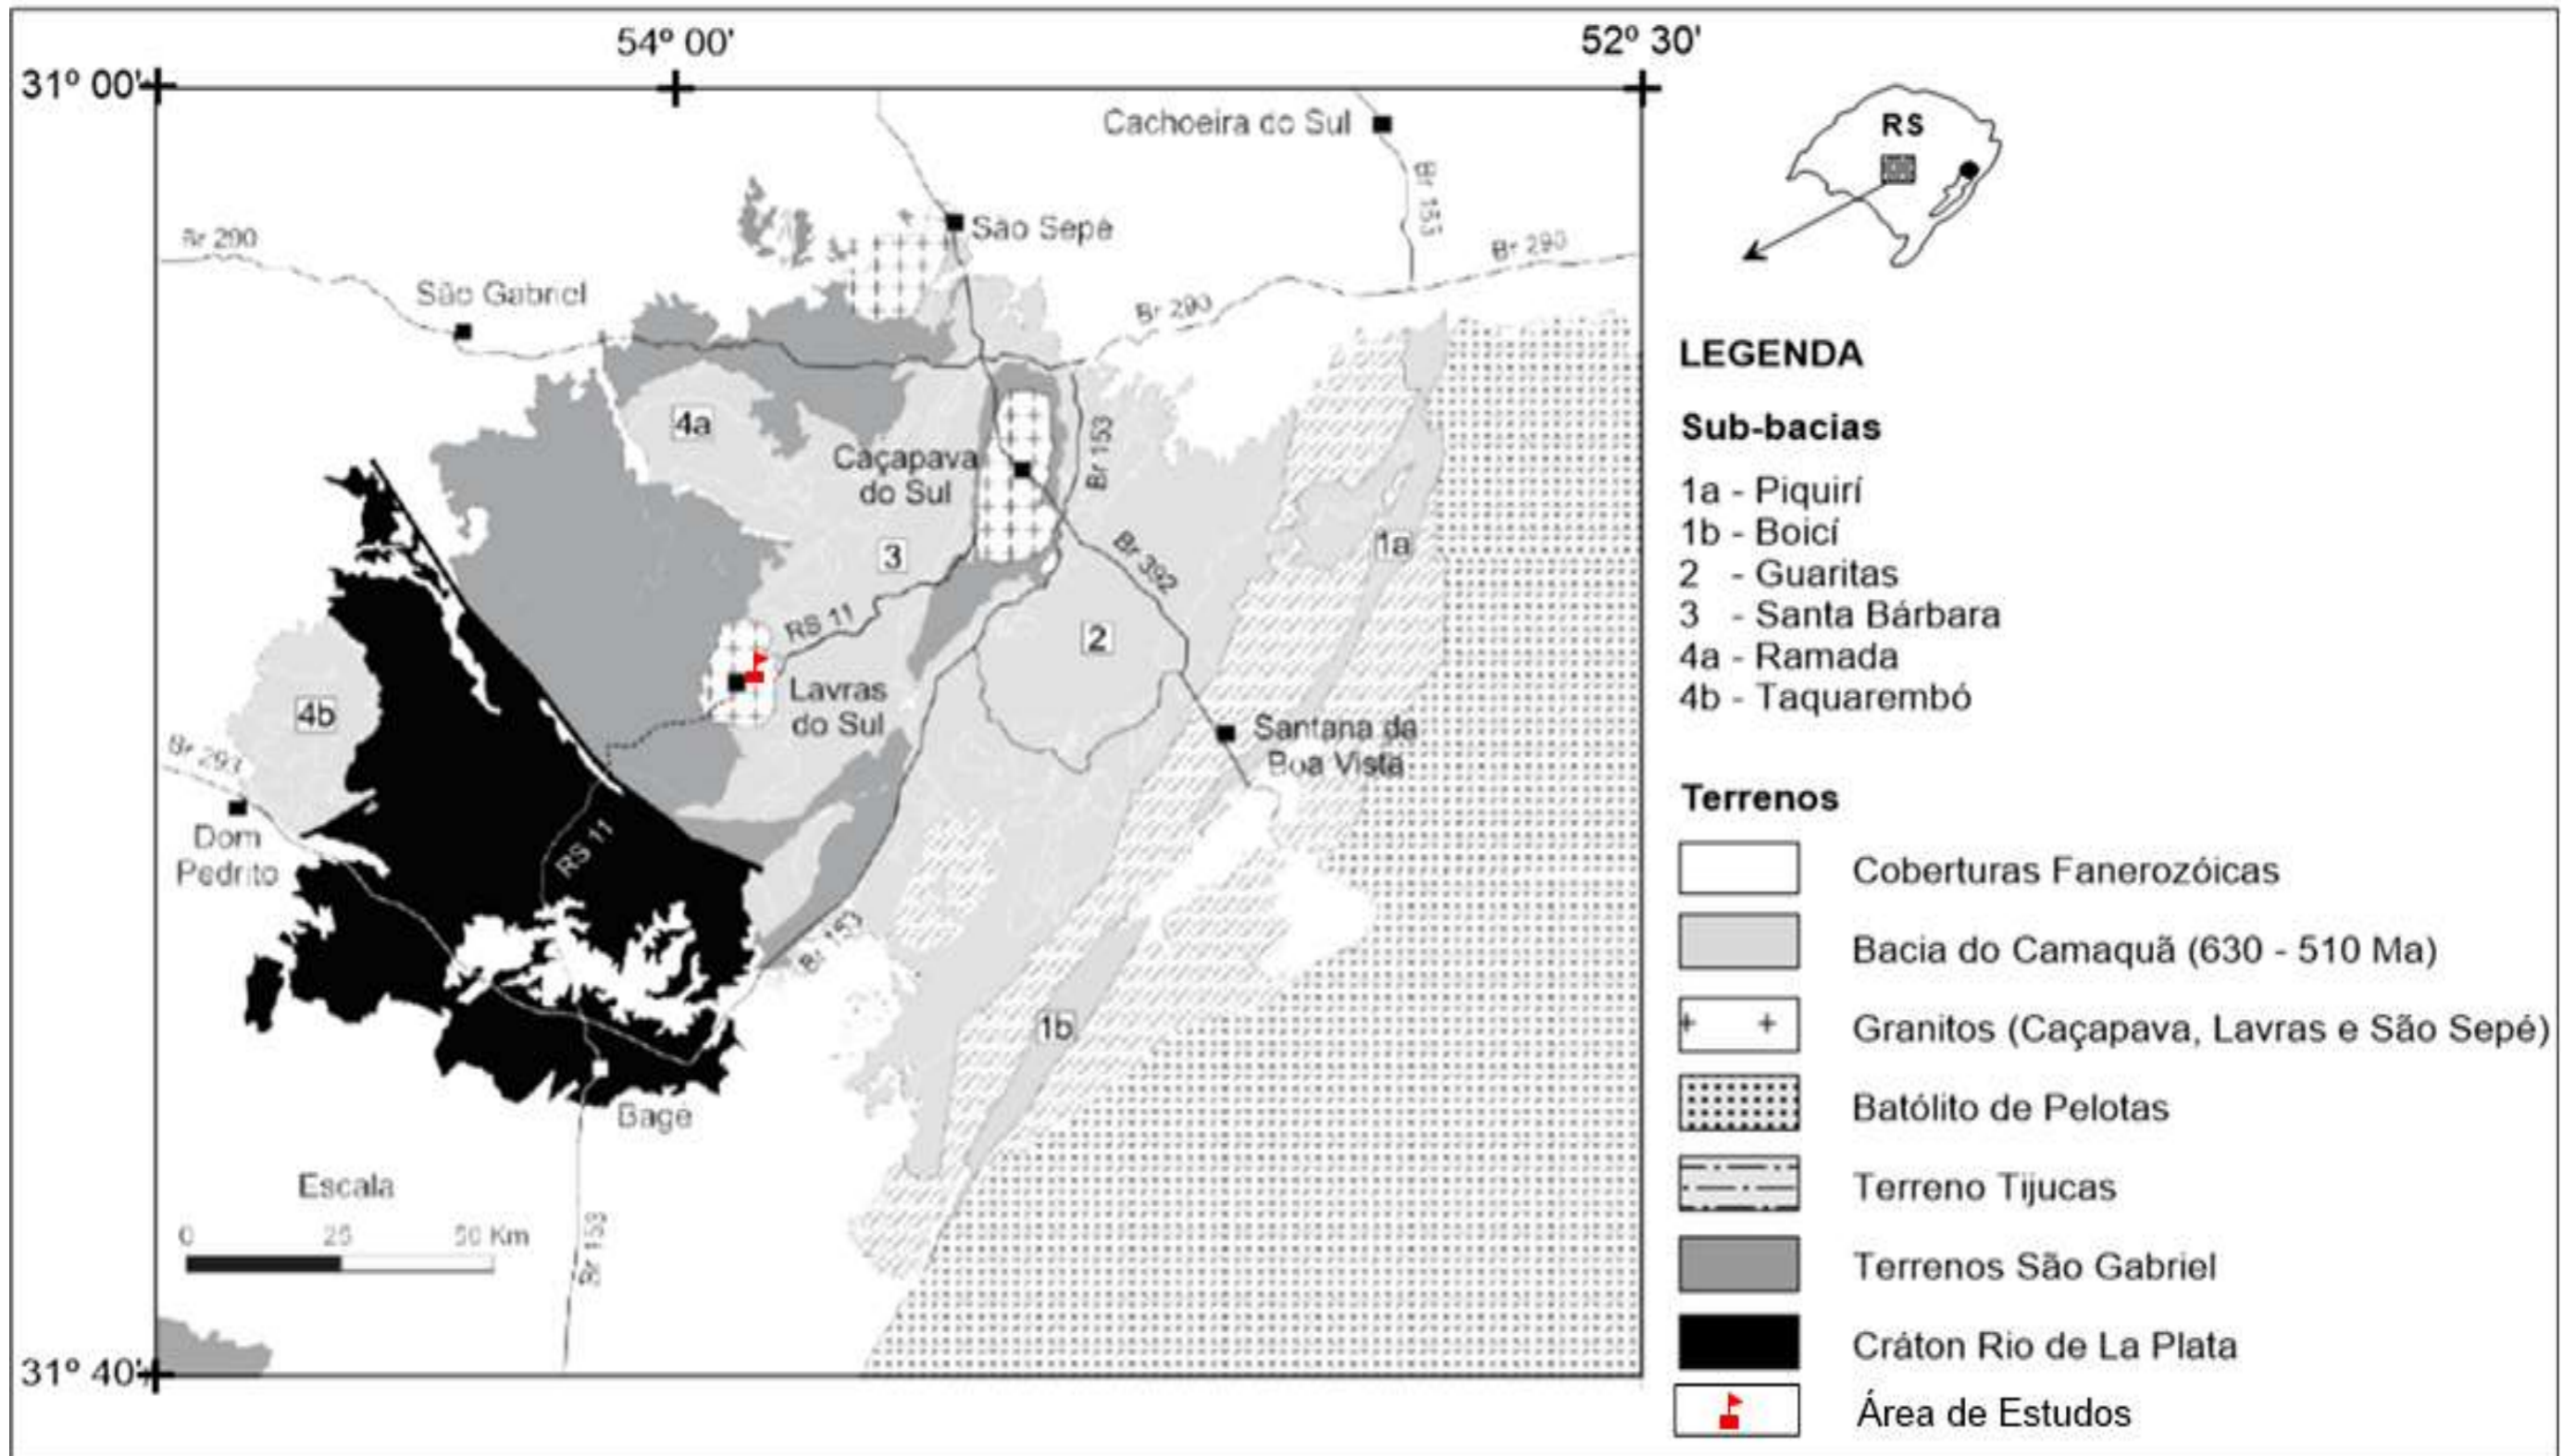 54º 00'
52º 30'
31º 00'
Cachoeira do Sul
Br 153
São Sepé
Br 290
Br 290
São Gabriel
Br 290
4a
Caçapava
do Sul
Br 153
3
Br 392
1a
RS 11
2
Lavras
do Sul
4b
Santana da
Boa Vista
Br 293
Dom
Pedrito
RS 11
Br 153
1b
Bagé
Escala
0 25 50 Km
Br 153
31º 40'
RS
LEGENDA
Sub-bacias
1a - Piquirí
1b - Boicí
2 - Guaritas
3 - Santa Bárbara
4a - Ramada
4b - Taquarembó
Terrenos
Coberturas Fanerozóicas
Bacia do Camaquã (630 - 510 Ma)
Granitos (Caçapava, Lavras e São Sepé)
Batólito de Pelotas
Terreno Tijucas
Terrenos São Gabriel
Cráton Rio de La Plata
Área de Estudos